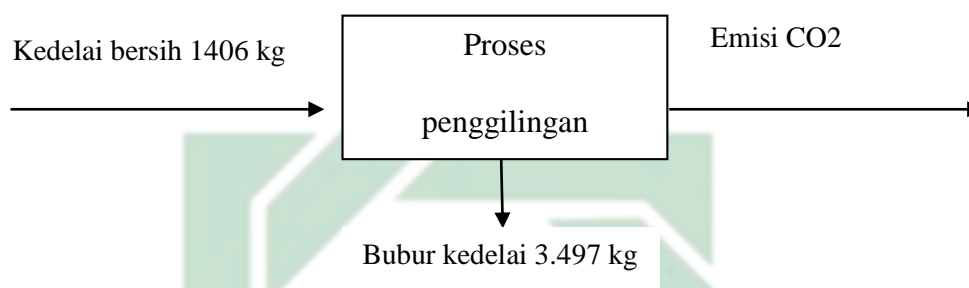 Kedelai bersih 1406 kg
Proses
penggilingan
Emisi CO2
Bubur kedelai 3.497 kg